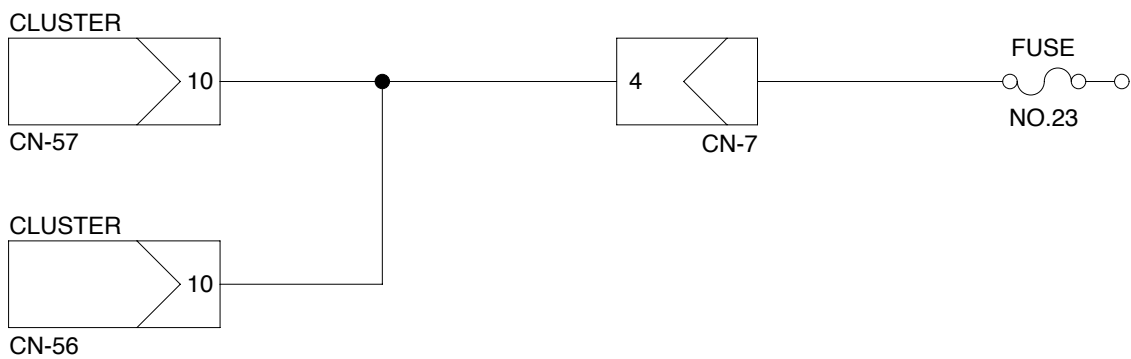 CLUSTER
10
CN-57
4
CN-7
FUSE
NO.23
CLUSTER
10
CN-56